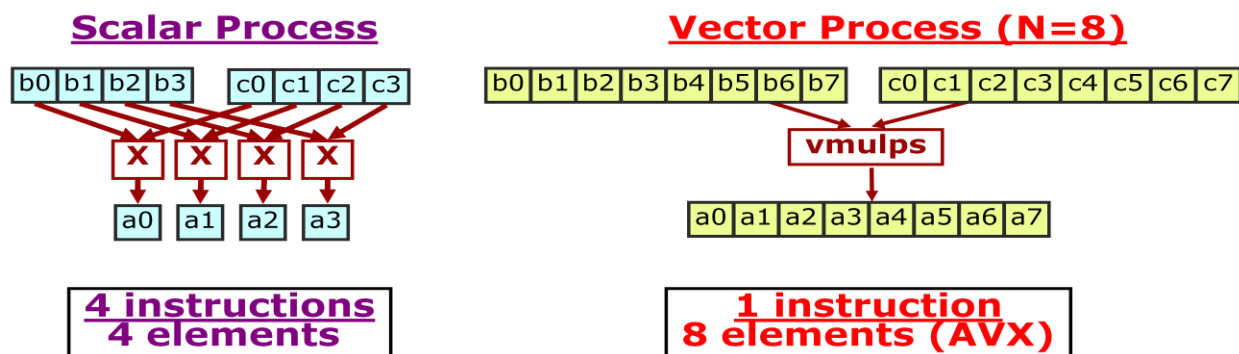 Scalar Process
b0 b1 b2 b3 c0 c1 c2 c3
X X X X
a0 a1 a2 a3
4 instructions
4 elements
Vector Process (N=8)
b0 b1 b2 b3 b4 b5 b6 b7 c0 c1 c2 c3 c4 c5 c6 c7
vmulps
a0 a1 a2 a3 a4 a5 a6 a7
1 instruction
8 elements (AVX)